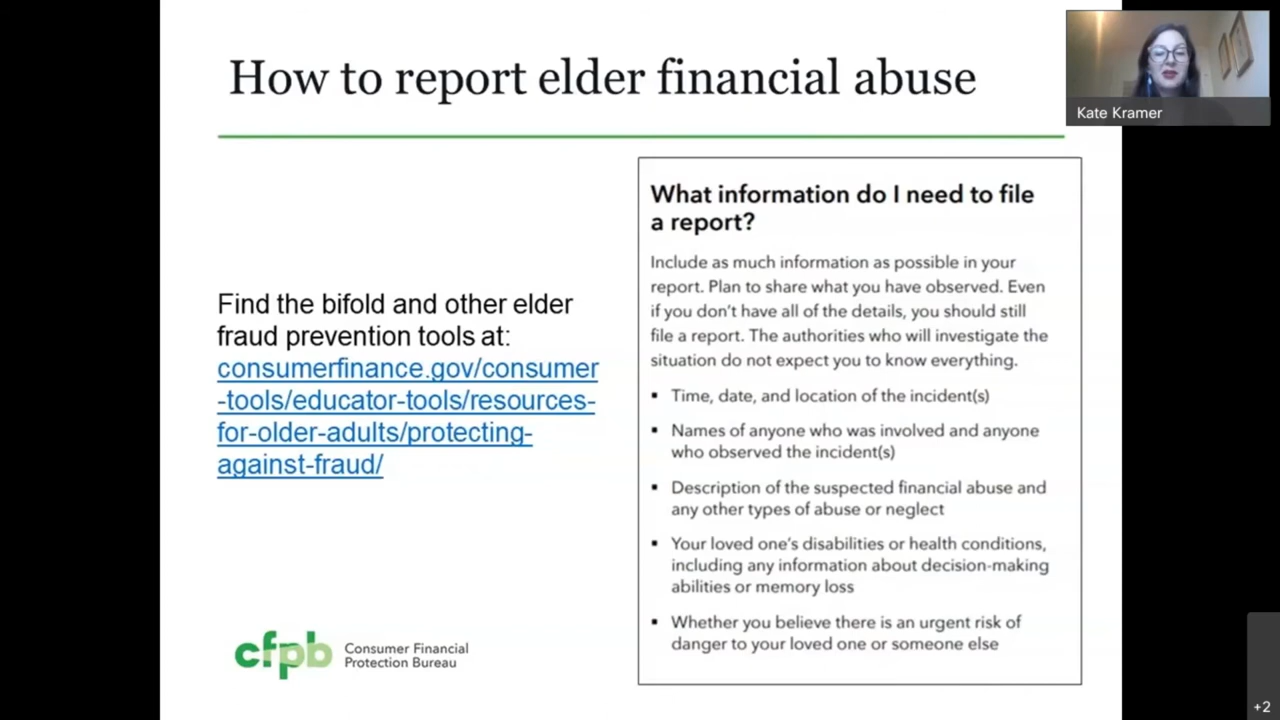 How to report elder financial abuse
Kate Kramer
Find the bifold and other elder
fraud prevention tools at:
consumerfinance.gov/consumer
-tools/educator-tools/resources-
for-older-adults/protecting-
against-fraud/
What information do I need to file
a report?
Include as much information as possible in your
report. Plan to share what you have observed. Even
if you don't have all of the details, you should still
file a report. The authorities who will investigate the
situation do not expect you to know everything.
▪ Time, date, and location of the incident(s)
▪ Names of anyone who was involved and anyone
who observed the incident(s)
▪ Description of the suspected financial abuse and
any other types of abuse or neglect
▪ Your loved one's disabilities or health conditions,
including any information about decision-making
abilities or memory loss
▪ Whether you believe there is an urgent risk of
danger to your loved one or someone else
cfpb
Consumer Financial
Protection Bureau
+2